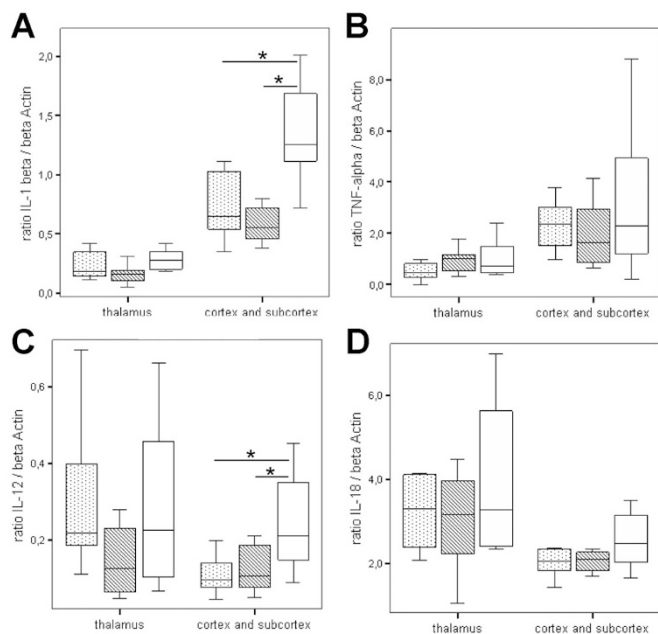 A
ratio IL-1 beta / beta Actin
2,0
1,5
1,0
0,5
0,0
*
*
thalamus
cortex and subcortex
B
ratio TNF-alpha / beta Actin
8,0
6,0
4,0
2,0
0,0
thalamus
cortex and subcortex
C
ratio IL-12 / beta Actin
0,6
0,4
0,2
*
*
thalamus
cortex and subcortex
D
ratio IL-18 / beta Actin
6,0
4,0
2,0
thalamus
cortex and subcortex